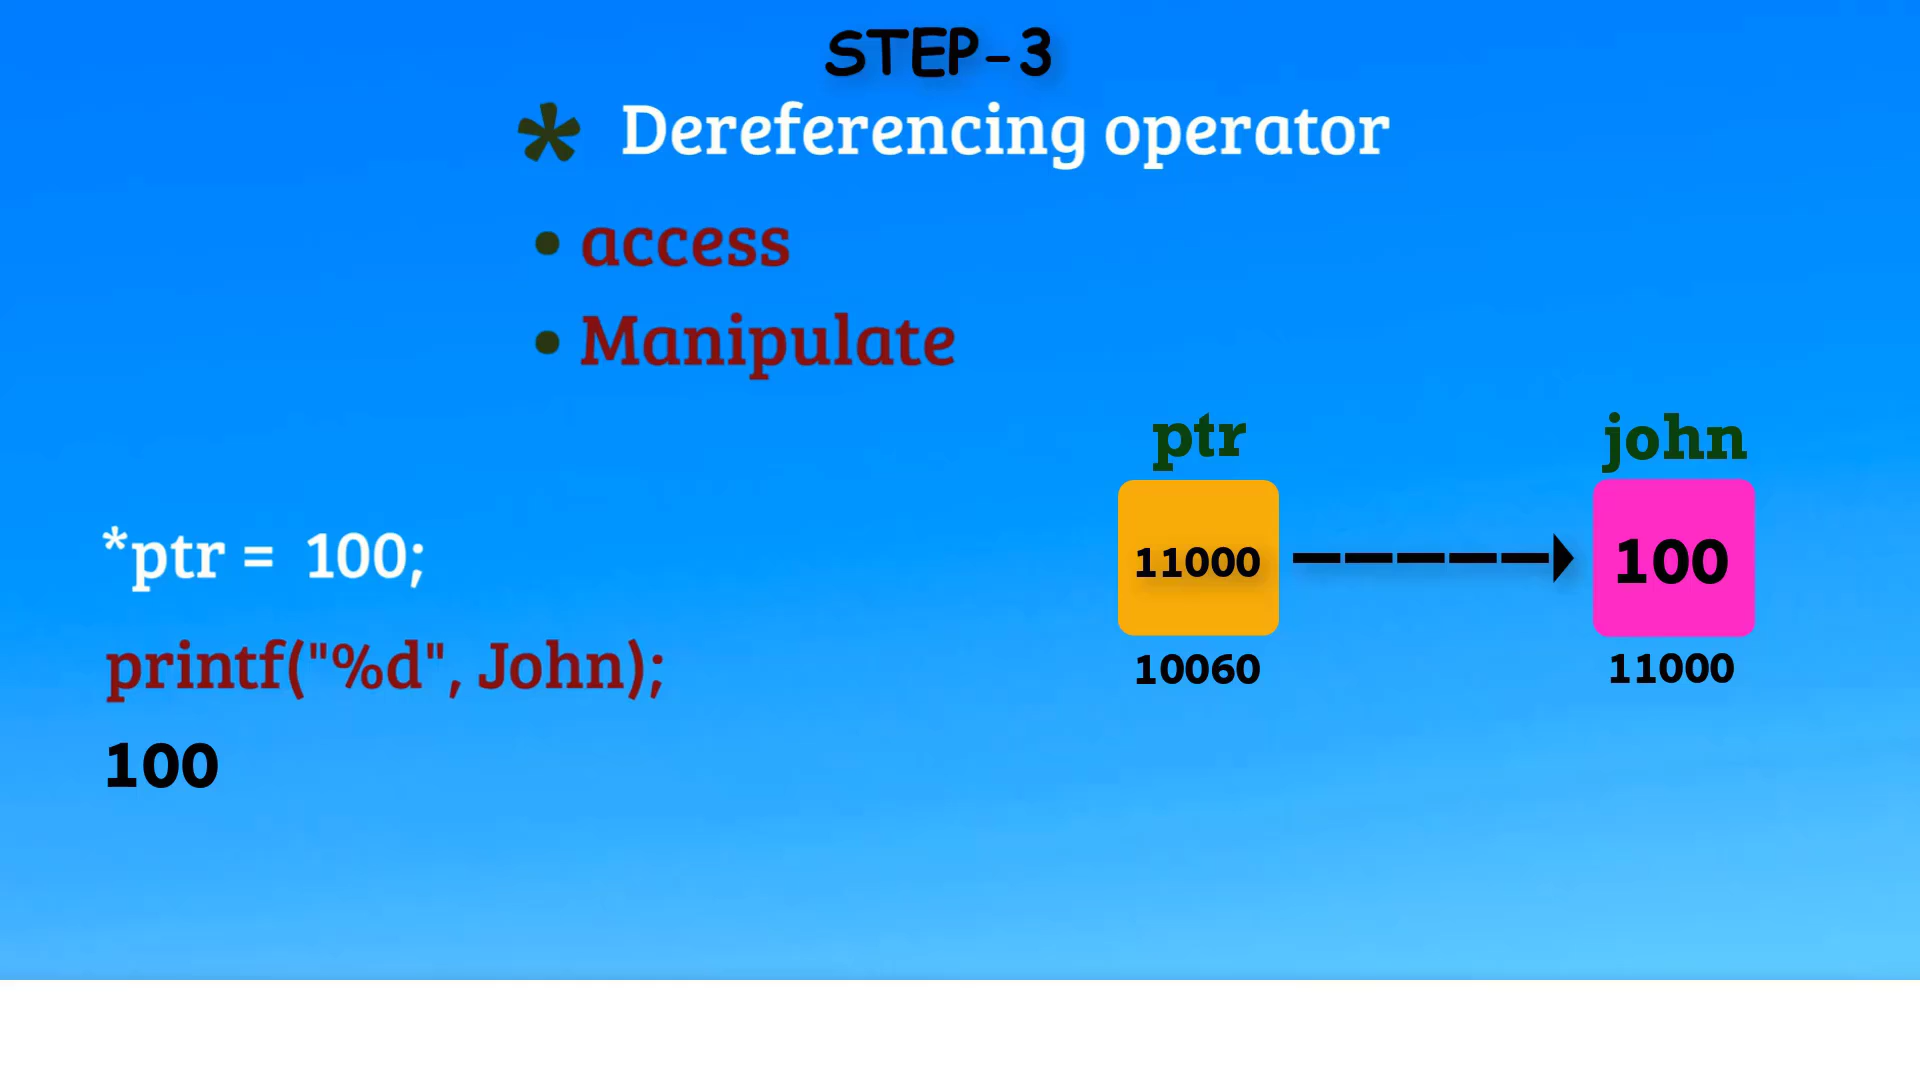 STEP-3
* Dereferencing operator
• access
• Manipulate
ptr john
*ptr = 100;
11000 100
printf("%d", John);
10060 11000
100